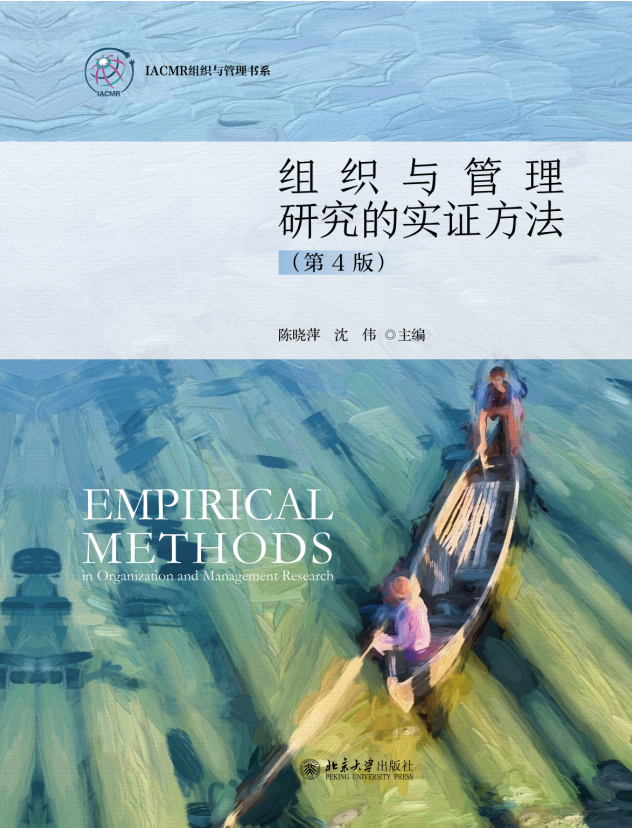 IACMR
IACMR组织与管理书系
组织与管理
研究的实证方法
（第4版）
陈晓萍 沈伟 ◎主编
EMPIRICAL
METHODS
in Organization and Management Research
北京大学出版社
PEKING UNIVERSITY PRESS